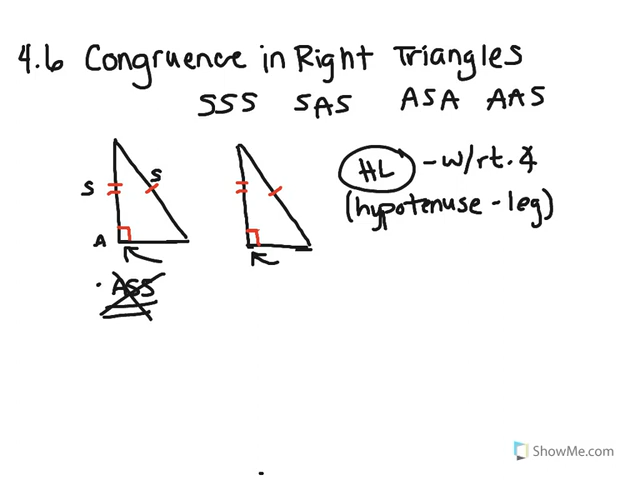 4.6 Congruence in Right Triangles
SSS SAS ASA AAS
HL - w/rt. ∡
(hypotenuse - leg)
S S
A
· ASS
ShowMe.com